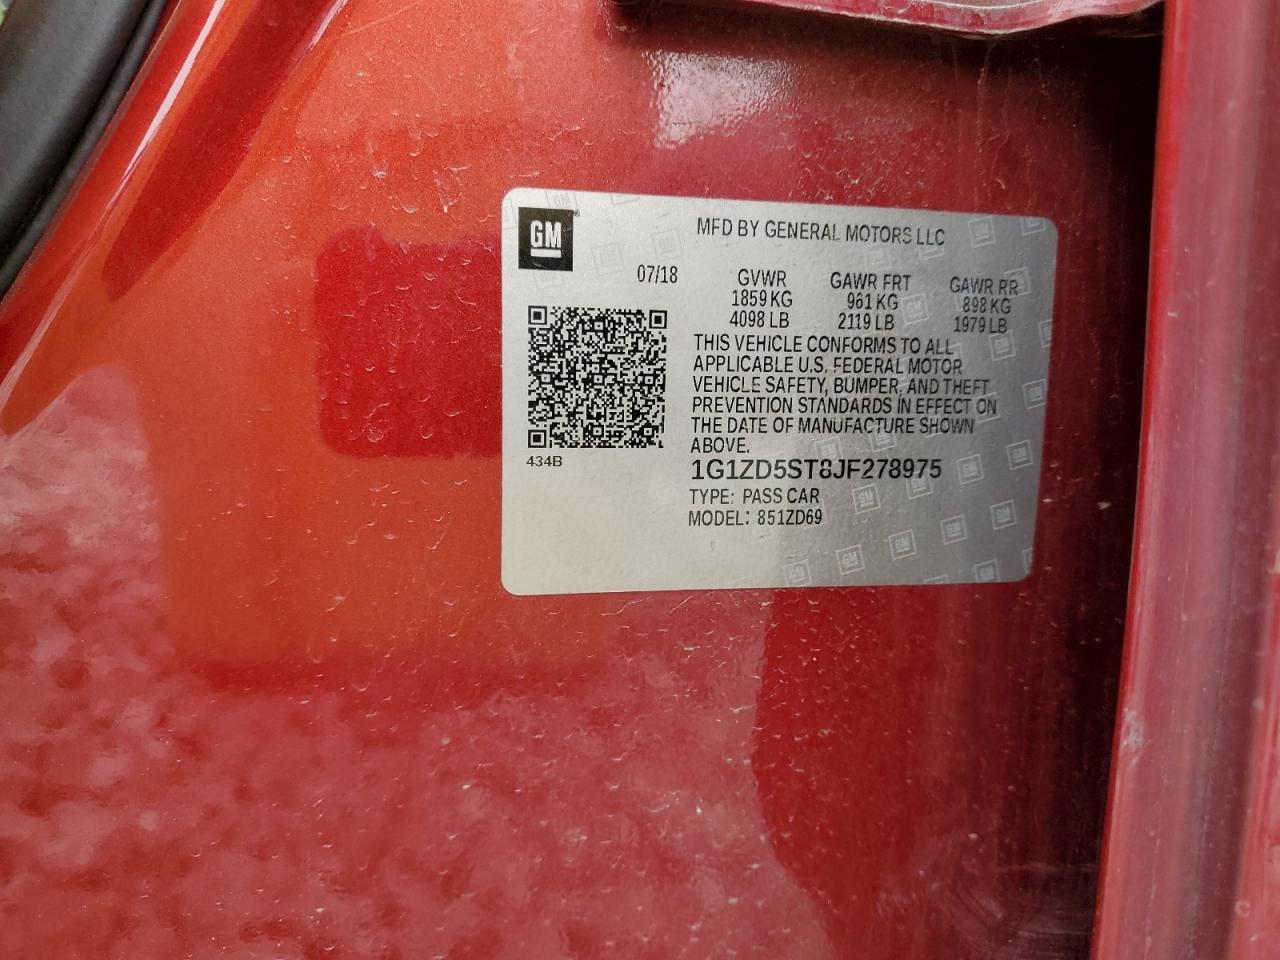 GM
MFD BY GENERAL MOTORS LLC
07/18 GVWR GAWR FRT GAWR RR
1859 KG 961 KG 898 KG
4098 LB 2119 LB 1979 LB
THIS VEHICLE CONFORMS TO ALL
APPLICABLE U.S. FEDERAL MOTOR
VEHICLE SAFETY, BUMPER, AND THEFT
PREVENTION STANDARDS IN EFFECT ON
THE DATE OF MANUFACTURE SHOWN
ABOVE.
434B
1G1ZD5ST8JF278975
TYPE: PASS CAR
MODEL: 851ZD69